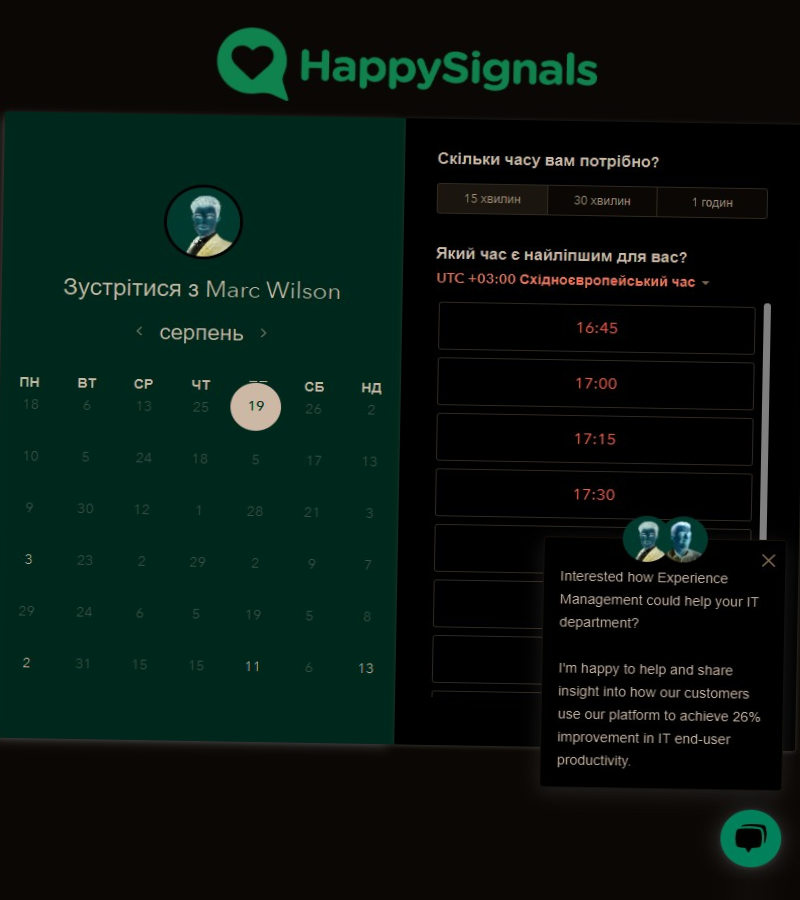 HappySignals
Зустрітися з Marc Wilson
серпень
ПН ВТ СР ЧТ СБ НД
18 6 13 25 19 26 2
10 5 24 18 5 17 13
9 30 12 1 28 21 3
3 23 2 29 2 9 7
29 24 6 5 19 5 8
2 31 15 15 11 6 13
Скільки часу вам потрібно?
15 хвилин 30 хвилин 1 годин
Який час є найліпшим для вас?
UTC +03:00 Східноєвропейський час
16:45
17:00
17:15
17:30
Interested how Experience
Management could help your IT
department?
I'm happy to help and share
insight into how our customers
use our platform to achieve 26%
improvement in IT end-user
productivity.